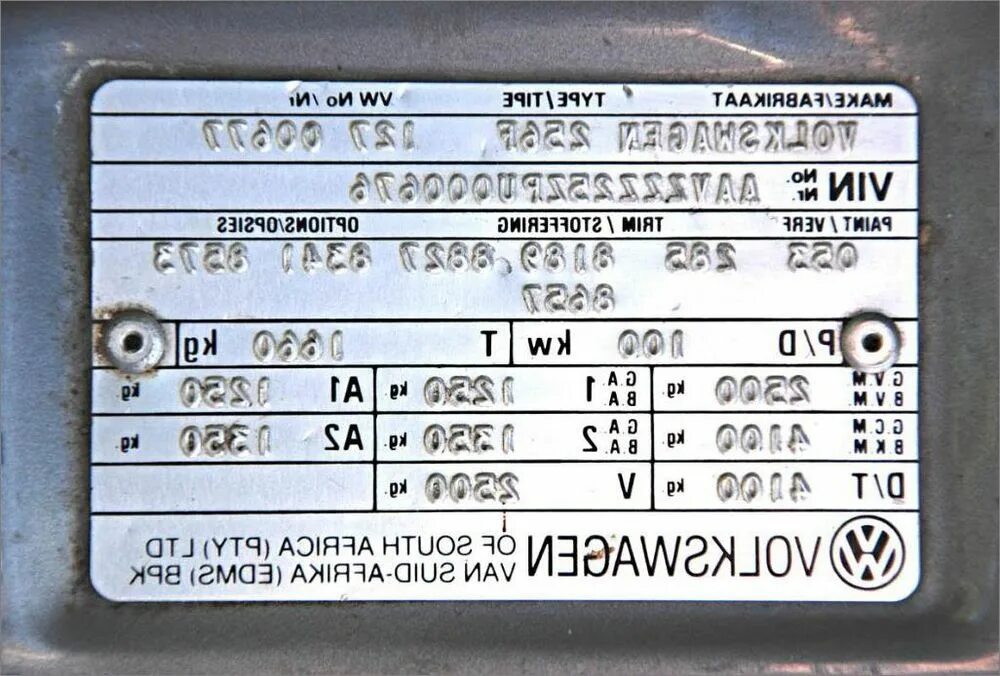 MAKE/FABRIKAAT TYPE/TIPE VW No/Nr
VOLKSWAGEN 256F 127 00677
VIN No. Nr. AAVZZZ25ZPU000676
PAINT / VERF TRIM / STOFFERING OPTIONS/OPSIES
053 285 8189 8827 8341 8573
8657
P/D 100 kw T 1660 kg
G.V.M. B V M. 2500 kg G.A. B.A. 1 1250 kg. A1 1250 kg.
G.C.M. B K M. 4100 kg G.A. B.A. 2 1350 kg. A2 1350 kg.
D/T 4100 kg V 2500 kg.
VOLKSWAGEN OF SOUTH AFRICA (PTY) LTD
VAN SUID-AFRIKA (EDMS) BPK